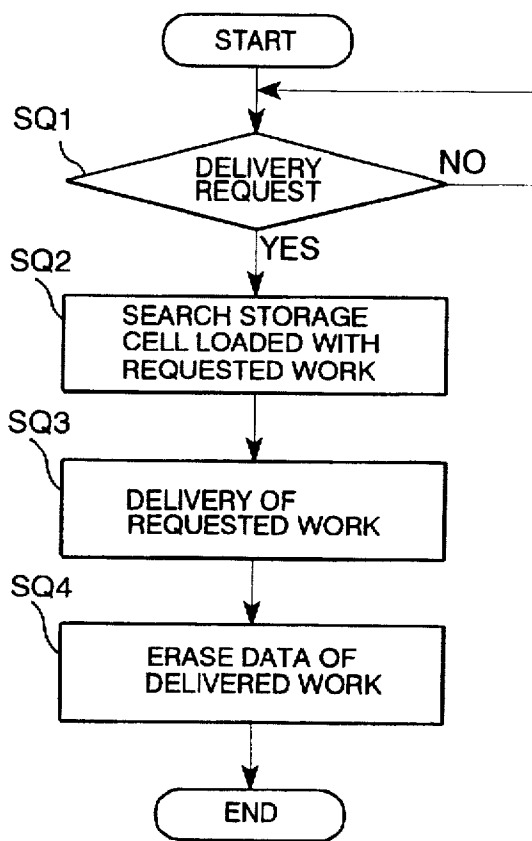 START
SQ1
DELIVERY
REQUEST
NO
YES
SQ2
SEARCH STORAGE
CELL LOADED WITH
REQUESTED WORK
SQ3
DELIVERY OF
REQUESTED WORK
SQ4
ERASE DATA OF
DELIVERED WORK
END